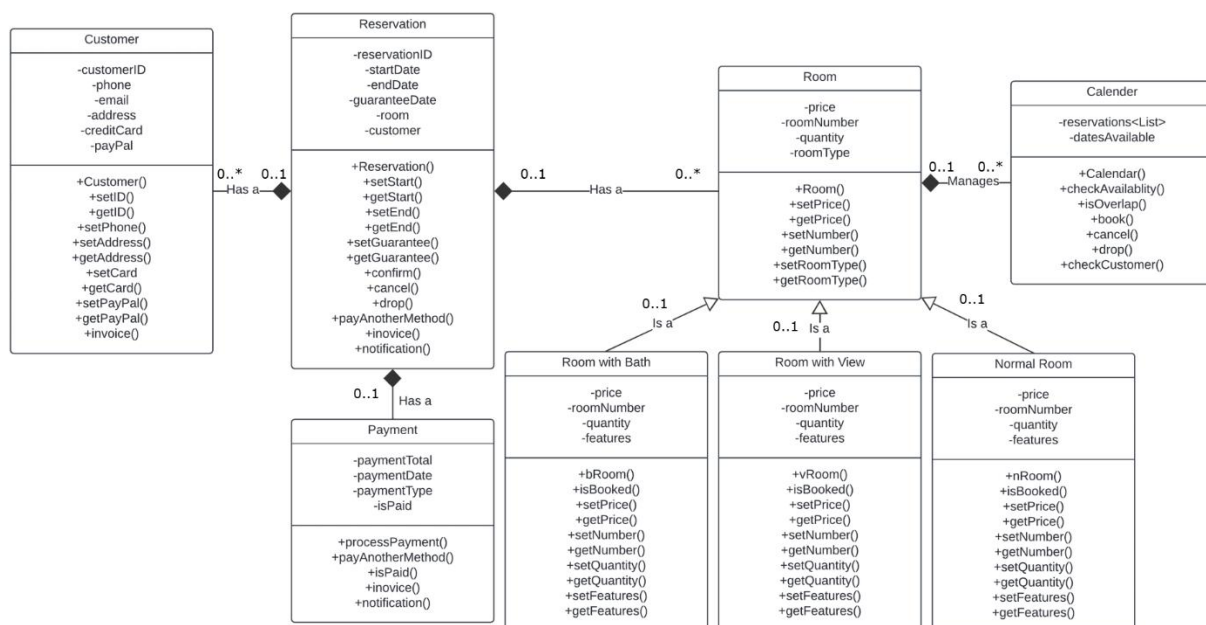 Customer
-customerID
-phone
-email
-address
-creditCard
-payPal
+Customer()
+setID()
+getID()
+setPhone()
+setAddress()
+getAddress()
+setCard
+getCard()
+setPayPal()
+getPayPal()
+invoice()
0..*
0..1
Has a
Reservation
-reservationID
-startDate
-endDate
-guaranteeDate
-room
-customer
+Reservation()
+setStart()
+getStart()
+setEnd()
+getEnd()
+setGuarantee()
+getGuarantee()
+confirm()
+cancel()
+drop()
+payAnotherMethod()
+inovice()
+notification()
0..1
Has a
0..*
Room
-price
-roomNumber
-quantity
-roomType
+Room()
+setPrice()
+getPrice()
+setNumber()
+getNumber()
+setRoomType()
+getRoomType()
0..1
0..*
Manages
Calender
-reservations<List>
-datesAvailable
+Calendar()
+checkAvailablity()
+isOverlap()
+book()
+cancel()
+drop()
+checkCustomer()
0..1
Has a
Payment
-paymentTotal
-paymentDate
-paymentType
-isPaid
+processPayment()
+payAnotherMethod()
+isPaid()
+inovice()
+notification()
0..1
Is a
Room with Bath
-price
-roomNumber
-quantity
-features
+bRoom()
+isBooked()
+setPrice()
+getPrice()
+setNumber()
+getNumber()
+setQuantity()
+getQuantity()
+setFeatures()
+getFeatures()
0..1
Is a
Room with View
-price
-roomNumber
-quantity
-features
+vRoom()
+isBooked()
+setPrice()
+getPrice()
+setNumber()
+getNumber()
+setQuantity()
+getQuantity()
+setFeatures()
+getFeatures()
0..1
Is a
Normal Room
-price
-roomNumber
-quantity
-features
+nRoom()
+isBooked()
+setPrice()
+getPrice()
+setNumber()
+getNumber()
+setQuantity()
+getQuantity()
+setFeatures()
+getFeatures()